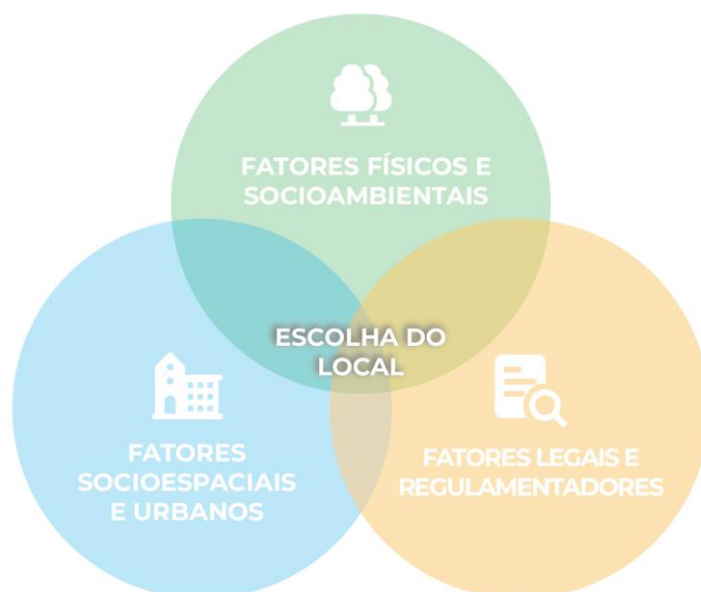 FATORES FÍSICOS E
SOCIOAMBIENTAIS
ESCOLHA DO
LOCAL
FATORES
SOCIOESPACIAIS
E URBANOS
FATORES LEGAIS E
REGULAMENTADORES